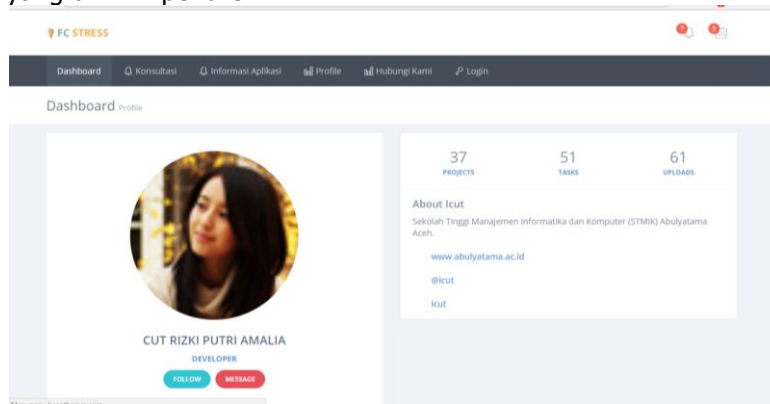 FC STRESS
Dashboard Konsultasi Informasi Aplikasi Profile Hubungi Kami Login
Dashboard Profile
37 51 61
PROJECTS TASKS UPLOADS
About Icut
Sekolah Tinggi Manajemen Informatika dan Komputer (STMIK) Abulyatama
Aceh.
www.abulyatama.ac.id
@icut
icut
CUT RIZKI PUTRI AMALIA
DEVELOPER
FOLLOW MESSAGE